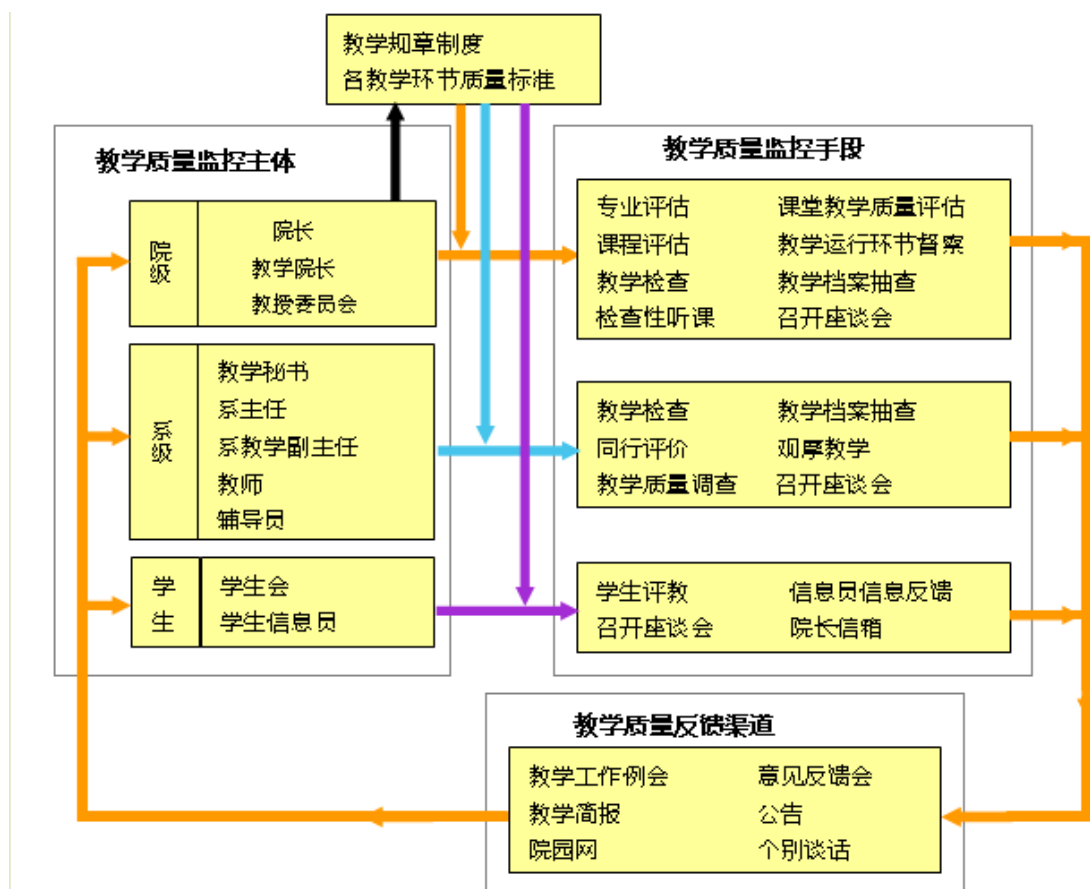 教学规章制度
各教学环节质量标准
教学质量监控主体
院级
院长
教学院长
教授委员会
系级
教学秘书
系主任
系教学副主任
教师
辅导员
学生
学生会
学生信息员
教学质量监控手段
专业评估 课堂教学质量评估
课程评估 教学运行环节督察
教学检查 教学档案抽查
检查性听课 召开座谈会
教学检查 教学档案抽查
同行评价 观摩教学
教学质量调查 召开座谈会
学生评教 信息员信息反馈
召开座谈会 院长信箱
教学质量反馈渠道
教学工作例会 意见反馈会
教学简报 公告
院园网 个别谈话